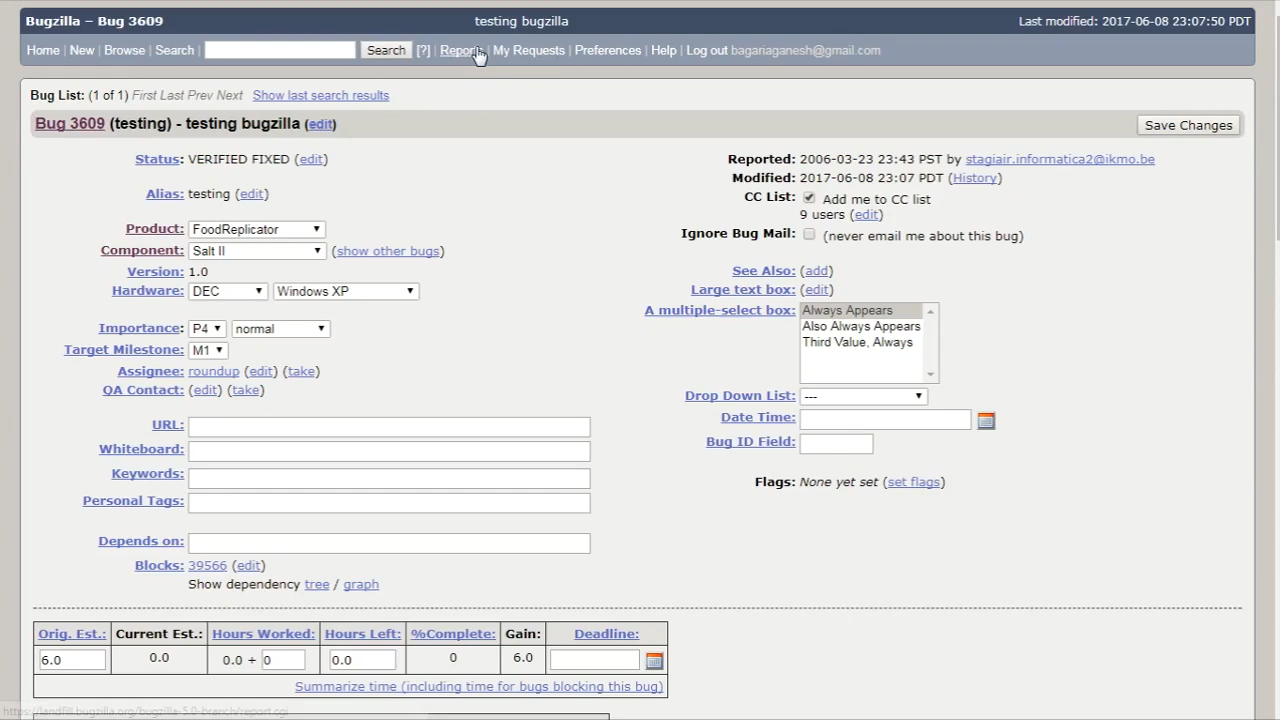 Bugzilla – Bug 3609 testing bugzilla Last modified: 2017-06-08 23:07:50 PDT
Home | New | Browse | Search | Search [?] | Reports | My Requests | Preferences | Help | Log out bagariaganesh@gmail.com
Bug List: (1 of 1) First Last Prev Next Show last search results
Bug 3609 (testing) - testing bugzilla (edit) Save Changes
Status: VERIFIED FIXED (edit)
Alias: testing (edit)
Product: FoodReplicator
Component: Salt II (show other bugs)
Version: 1.0
Hardware: DEC Windows XP
Importance: P4 normal
Target Milestone: M1
Assignee: roundup (edit) (take)
QA Contact: (edit) (take)
URL:
Whiteboard:
Keywords:
Personal Tags:
Depends on:
Blocks: 39566 (edit)
Show dependency tree / graph
Reported: 2006-03-23 23:43 PST by stagiair.informatica2@ikmo.be
Modified: 2017-06-08 23:07 PDT (History)
CC List: Add me to CC list
9 users (edit)
Ignore Bug Mail: (never email me about this bug)
See Also: (add)
Large text box: (edit)
A multiple-select box: Always Appears
Also Always Appears
Third Value, Always
Drop Down List: ---
Date Time:
Bug ID Field:
Flags: None yet set (set flags)
Orig. Est.: Current Est.: Hours Worked: Hours Left: %Complete: Gain: Deadline:
6.0 0.0 0.0 + 0 0.0 0 6.0
Summarize time (including time for bugs blocking this bug)
https://landfill.bugzilla.org/bugzilla-5.0-branch/report.cgi